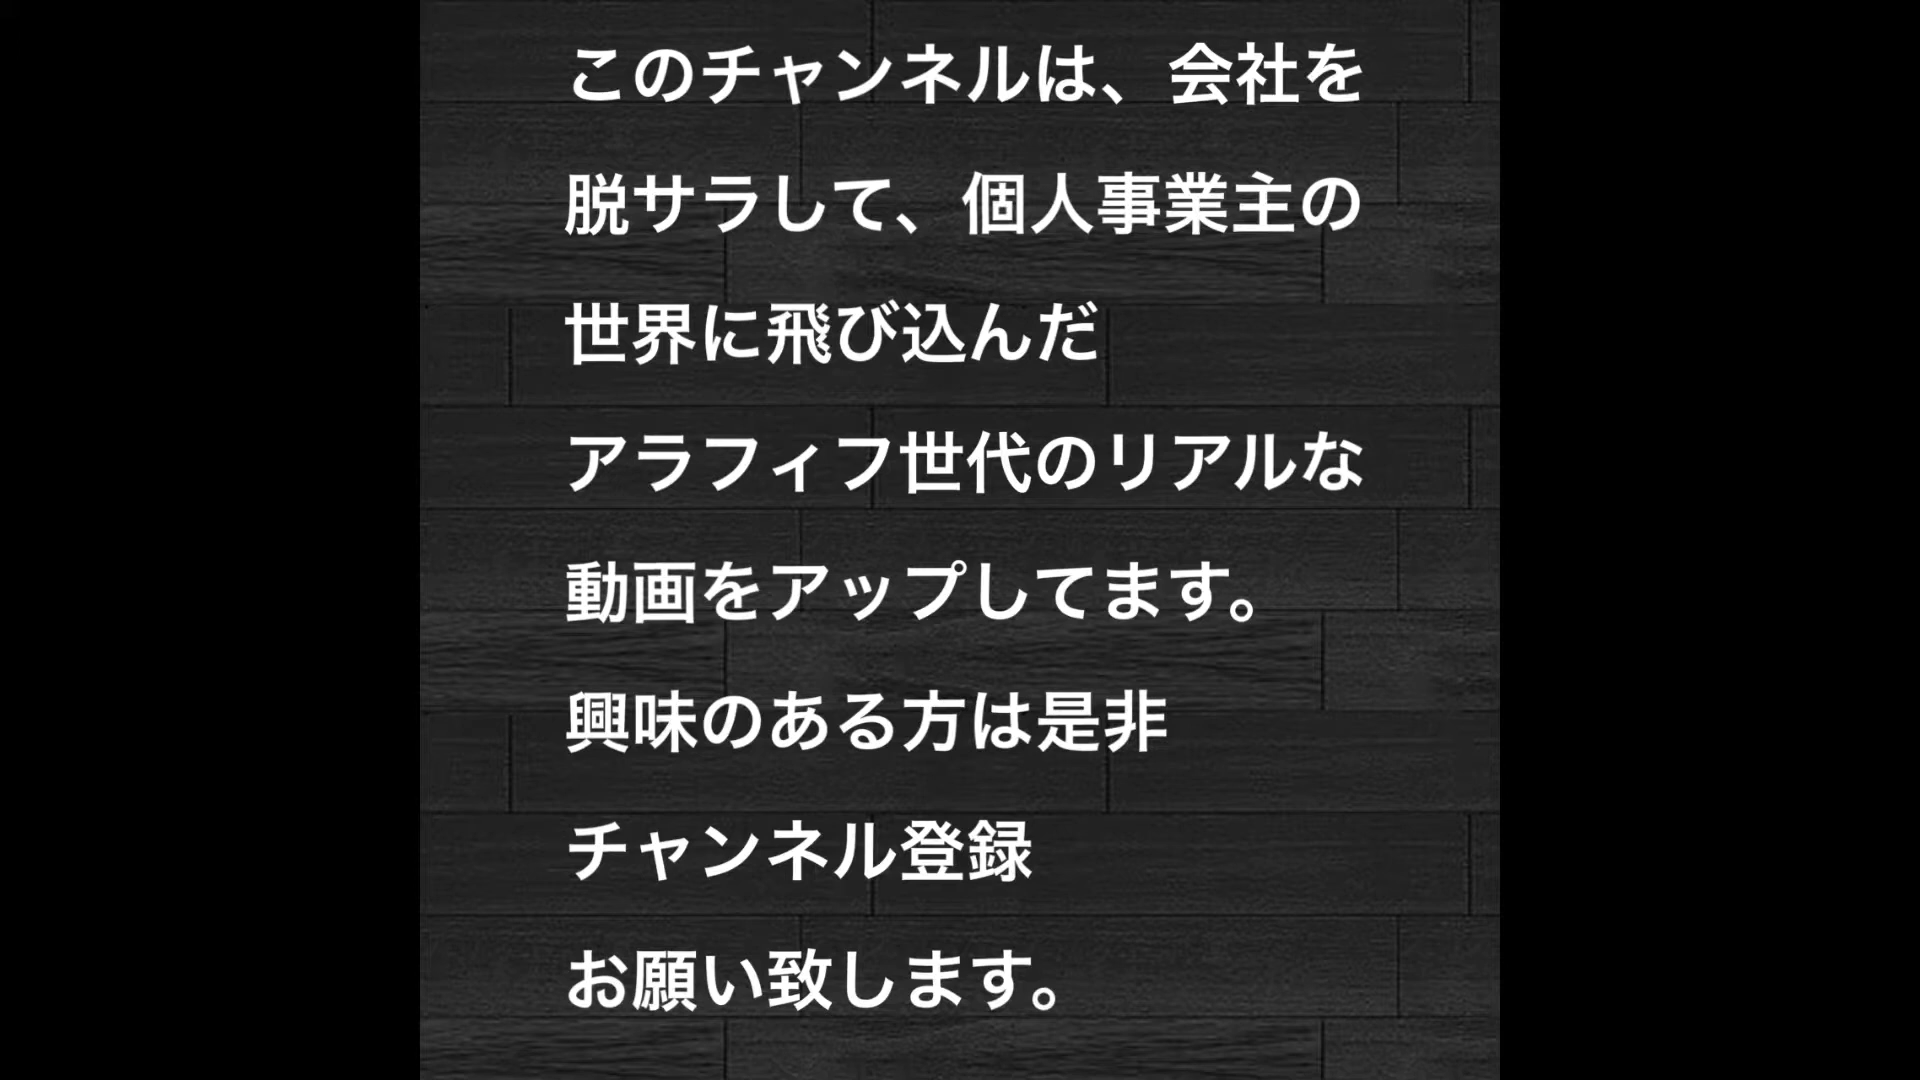 このチャンネルは、会社を
脱サラして、個人事業主の
世界に飛び込んだ
アラフィフ世代のリアルな
動画をアップしてます。
興味のある方は是非
チャンネル登録
お願い致します。